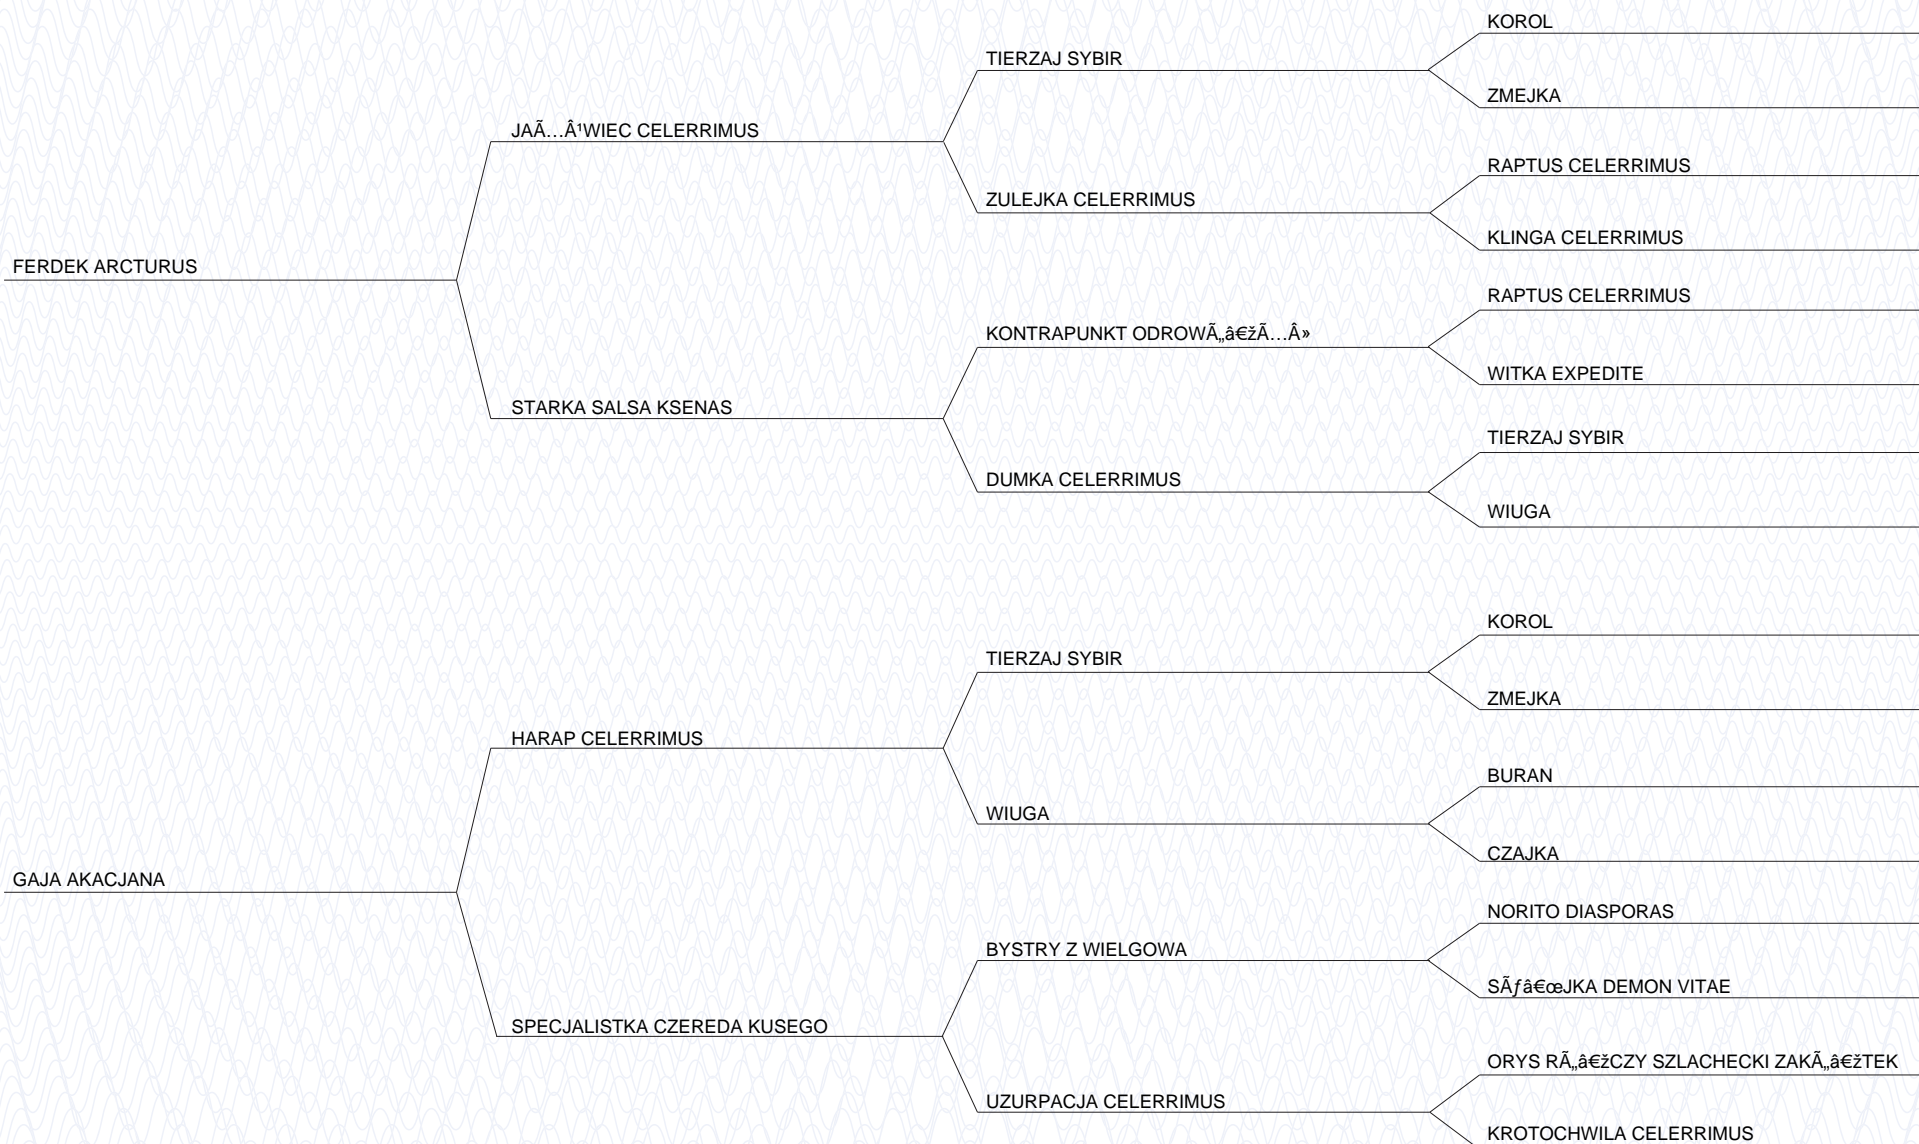 KOROL
TIERZAJ SYBIR
ZMEJKA
JAÃ…Â¹WIEC CELERRIMUS
RAPTUS CELERRIMUS
ZULEJKA CELERRIMUS
KLINGA CELERRIMUS
FERDEK ARCTURUS
RAPTUS CELERRIMUS
KONTRAPUNKT ODROWÃ„â€žÃ…Â»
WITKA EXPEDITE
STARKA SALSA KSENAS
TIERZAJ SYBIR
DUMKA CELERRIMUS
WIUGA
KOROL
TIERZAJ SYBIR
ZMEJKA
HARAP CELERRIMUS
BURAN
WIUGA
CZAJKA
GAJA AKACJANA
NORITO DIASPORAS
BYSTRY Z WIELGOWA
SÃƒâ€œJKA DEMON VITAE
SPECJALISTKA CZEREDA KUSEGO
ORYS RÃ„â€žCZY SZLACHECKI ZAKÃ„â€žTEK
UZURPACJA CELERRIMUS
KROTOCHWILA CELERRIMUS